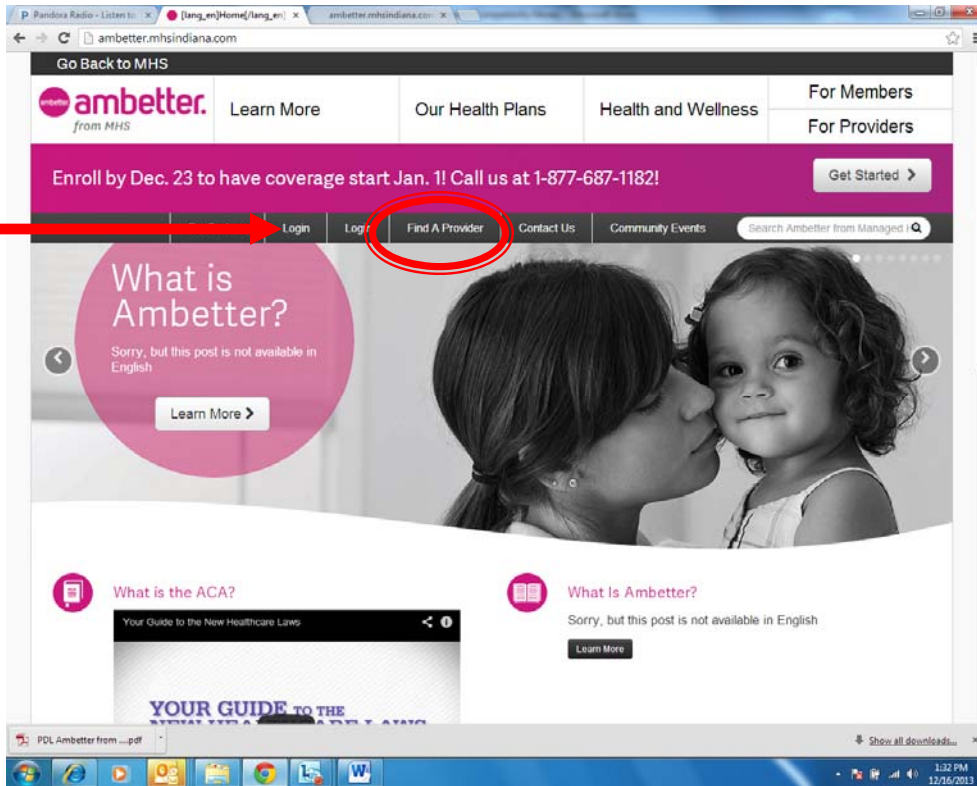 Pandora Radio - Listen to
[lang_en]Home[/lang_en]
ambetter.mhsindiana.com
ambetter.mhsindiana.com
Go Back to MHS
ambetter.
from MHS
Learn More
Our Health Plans
Health and Wellness
For Members
For Providers
Enroll by Dec. 23 to have coverage start Jan. 1! Call us at 1-877-687-1182!
Get Started
Login
Login
Find A Provider
Contact Us
Community Events
Search Ambetter from Managed H
What is
Ambetter?
Sorry, but this post is not available in
English
Learn More
What is the ACA?
Your Guide to the New Healthcare Laws
YOUR GUIDE TO THE
What Is Ambetter?
Sorry, but this post is not available in English
Learn More
PDL Ambetter from ....pdf
Show all downloads...
1:32 PM
12/16/2013